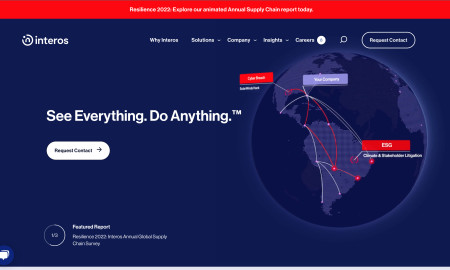 Resilience 2022: Explore our animated Annual Supply Chain report today.
interos
Why Interos Solutions Company Insights Careers
Request Contact
Cyber Breach
Your Company
See Everything. Do Anything.™
ESG
Climate & Stakeholder Litigation
Request Contact
1/3
Featured Report
Resilience 2022: Interos Annual Global Supply
Chain Survey